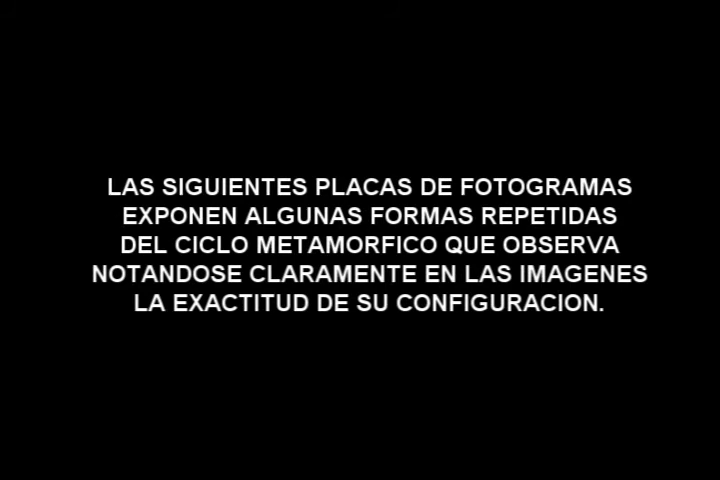 LAS SIGUIENTES PLACAS DE FOTOGRAMAS
EXPONEN ALGUNAS FORMAS REPETIDAS
DEL CICLO METAMORFICO QUE OBSERVA
NOTANDOSE CLARAMENTE EN LAS IMAGENES
LA EXACTITUD DE SU CONFIGURACION.